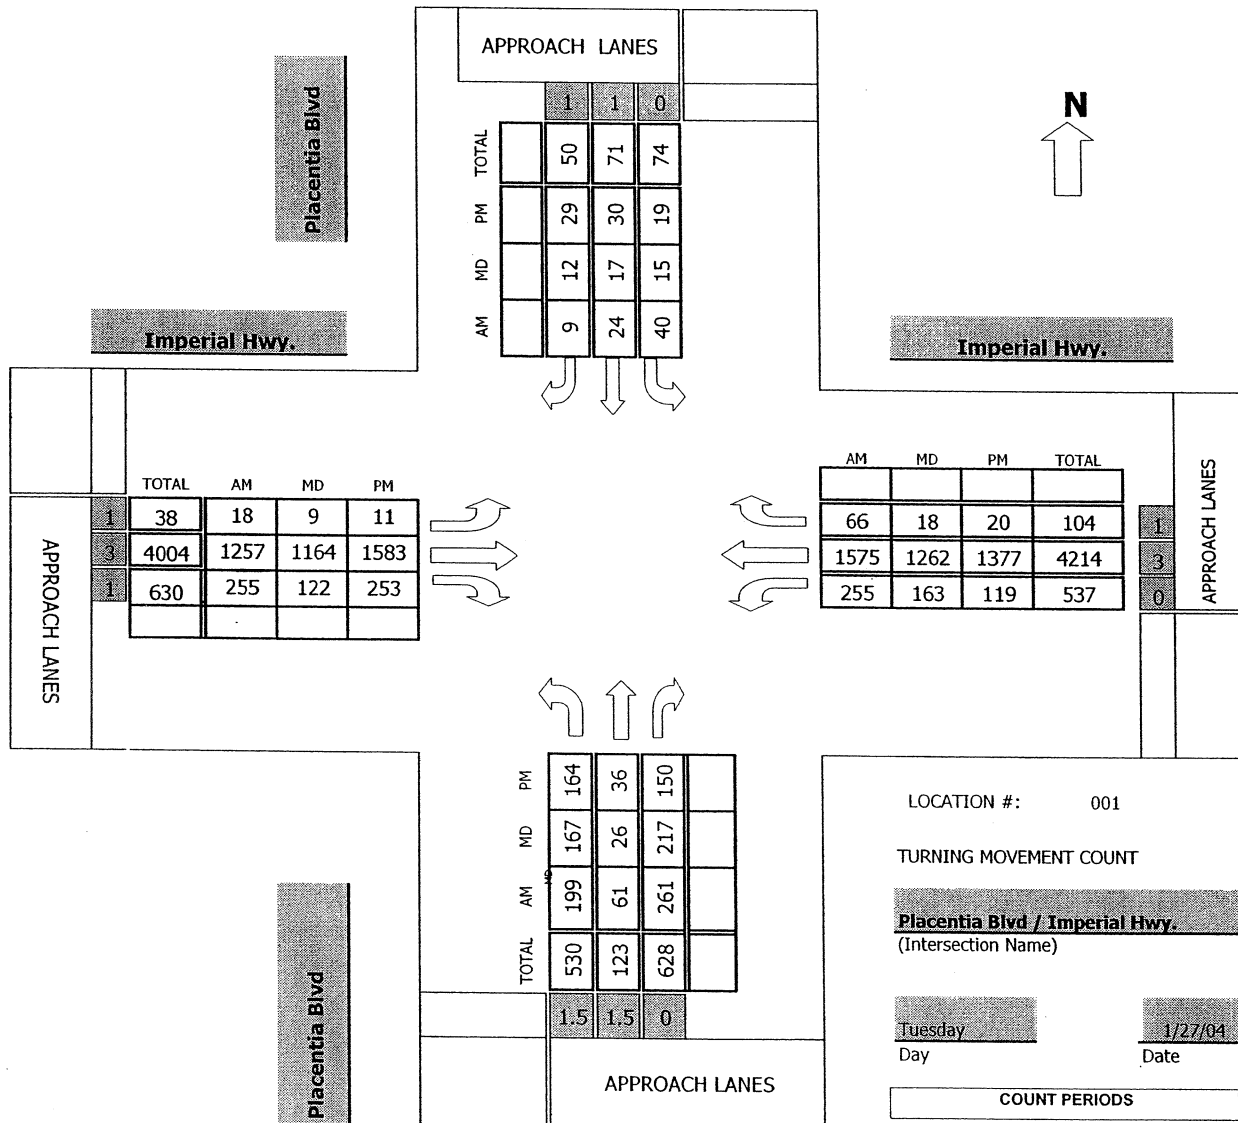 APPROACH LANES
Placentia Blvd
1 1 0
N
TOTAL 50 71 74
PM 29 30 19
MD 12 17 15
AM 9 24 40
Imperial Hwy.
Imperial Hwy.
TOTAL AM MD PM
1 38 18 9 11
3 4004 1257 1164 1583
1 630 255 122 253
APPROACH LANES
AM MD PM TOTAL
66 18 20 104 1
1575 1262 1377 4214 3
255 163 119 537 0
APPROACH LANES
PM 164 36 150
MD 167 26 217
AM 199 61 261
TOTAL 530 123 628
1.5 1.5 0
APPROACH LANES
Placentia Blvd
LOCATION #: 001
TURNING MOVEMENT COUNT
Placentia Blvd / Imperial Hwy.
(Intersection Name)
Tuesday 1/27/04
Day Date
COUNT PERIODS